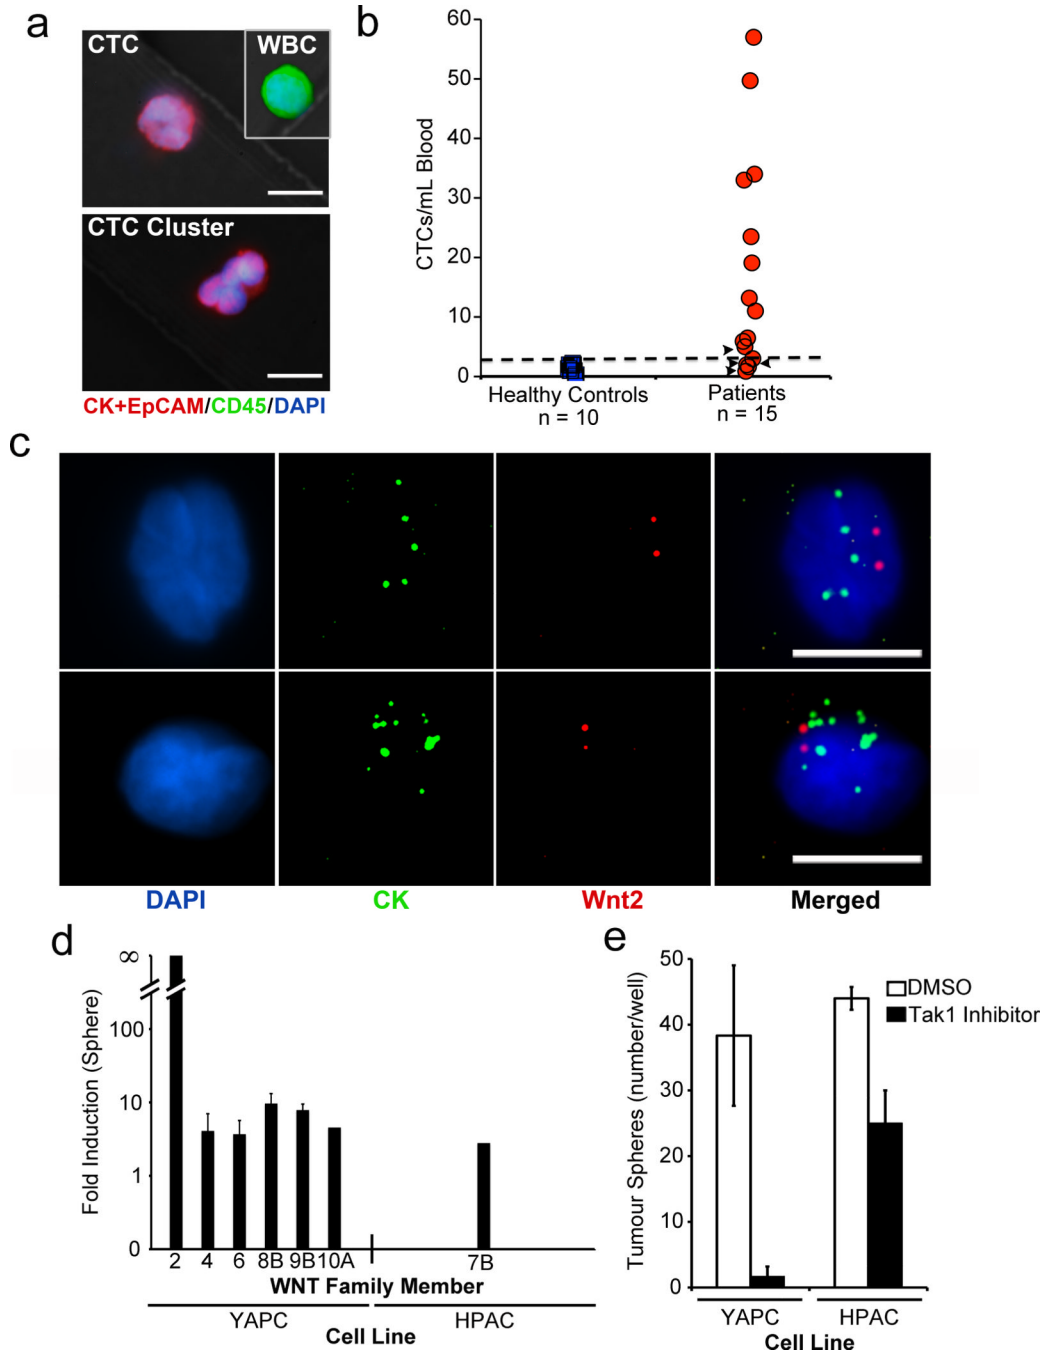 a
CTC
WBC
CTC Cluster
CK+EpCAM/CD45/DAPI
b
CTCs/mL Blood
60
50
40
30
20
10
0
Healthy Controls
n = 10
Patients
n = 15
c
DAPI
CK
Wnt2
Merged
d
Fold Induction (Sphere)
∞
100
10
1
0
2 4 6 8B 9B 10A 7B
WNT Family Member
YAPC
HPAC
Cell Line
e
Tumour Spheres (number/well)
50
40
30
20
10
0
DMSO
Tak1 Inhibitor
YAPC
HPAC
Cell Line